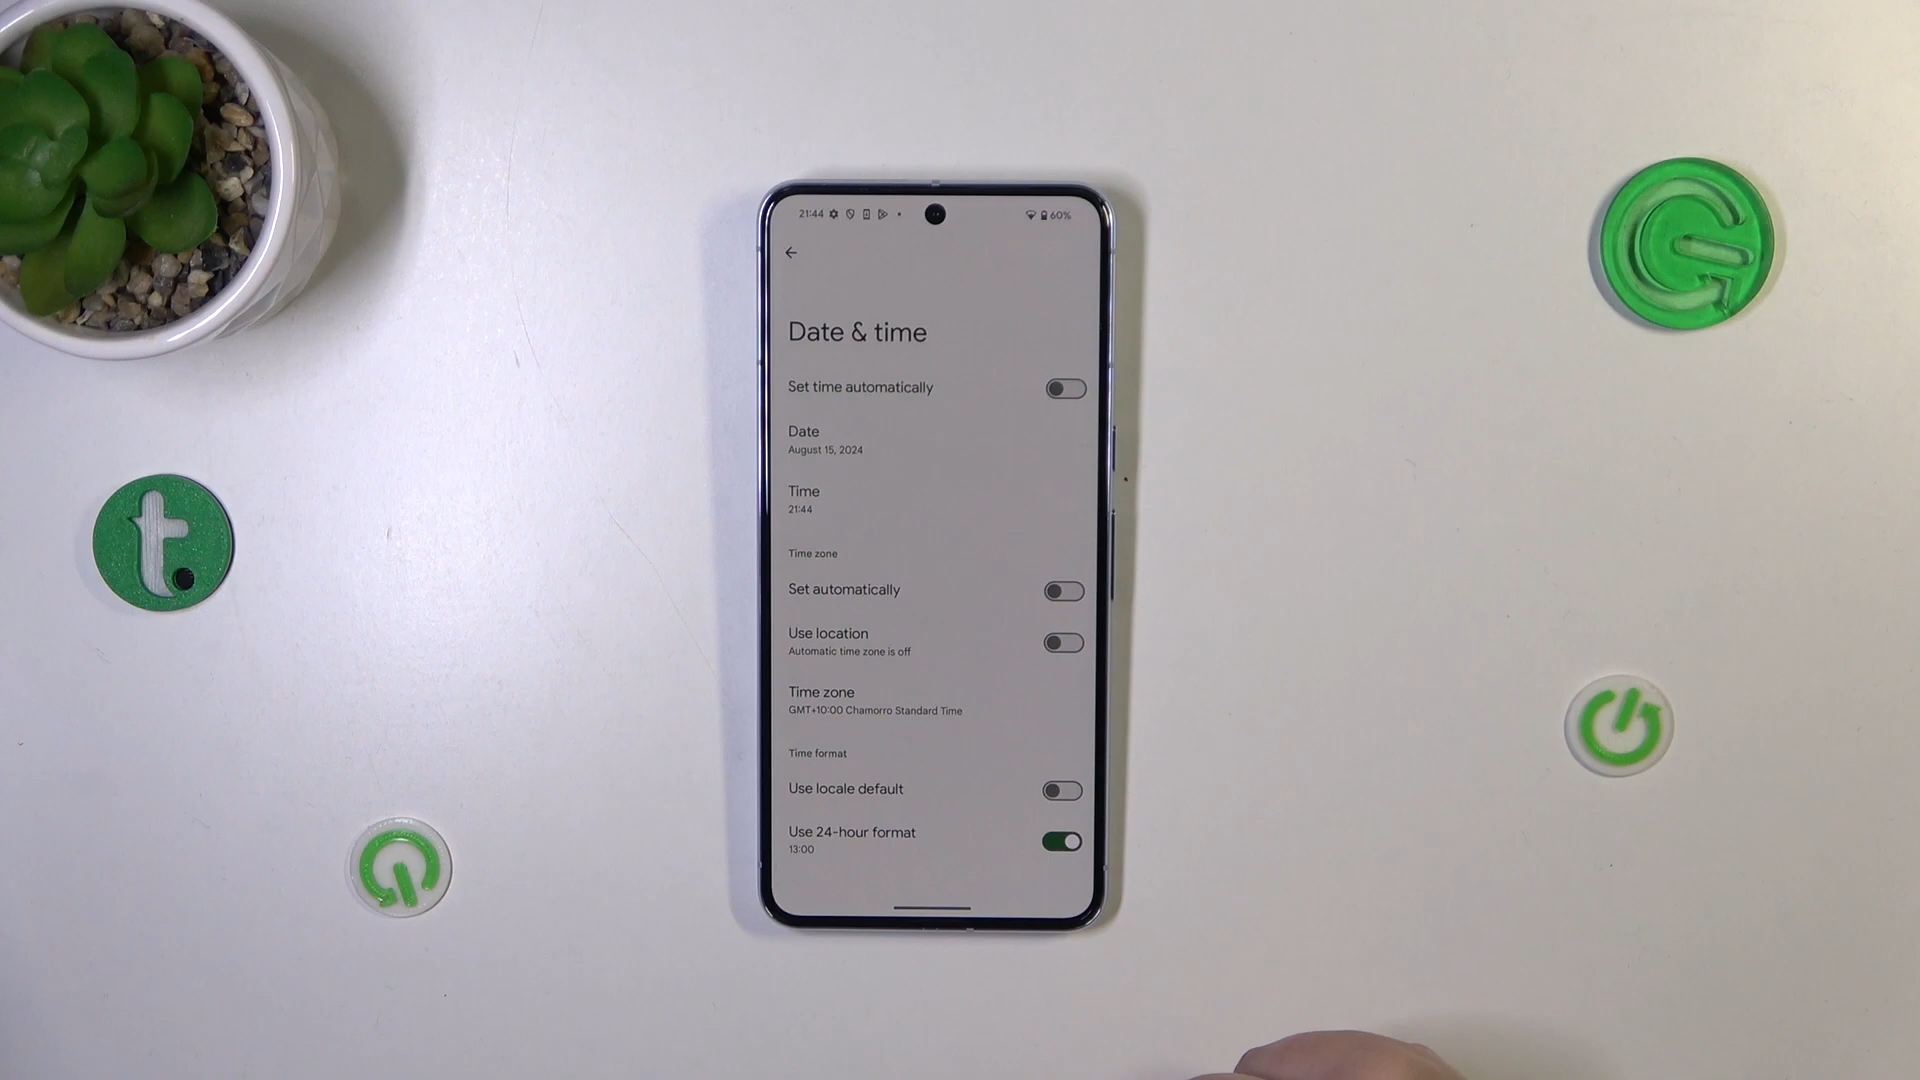 21:44
60%
Date & time
Set time automatically
Date
August 15, 2024
Time
21:44
Time zone
Set automatically
Use location
Automatic time zone is off
Time zone
GMT+10:00 Chamorro Standard Time
Time format
Use locale default
Use 24-hour format
13:00
t.